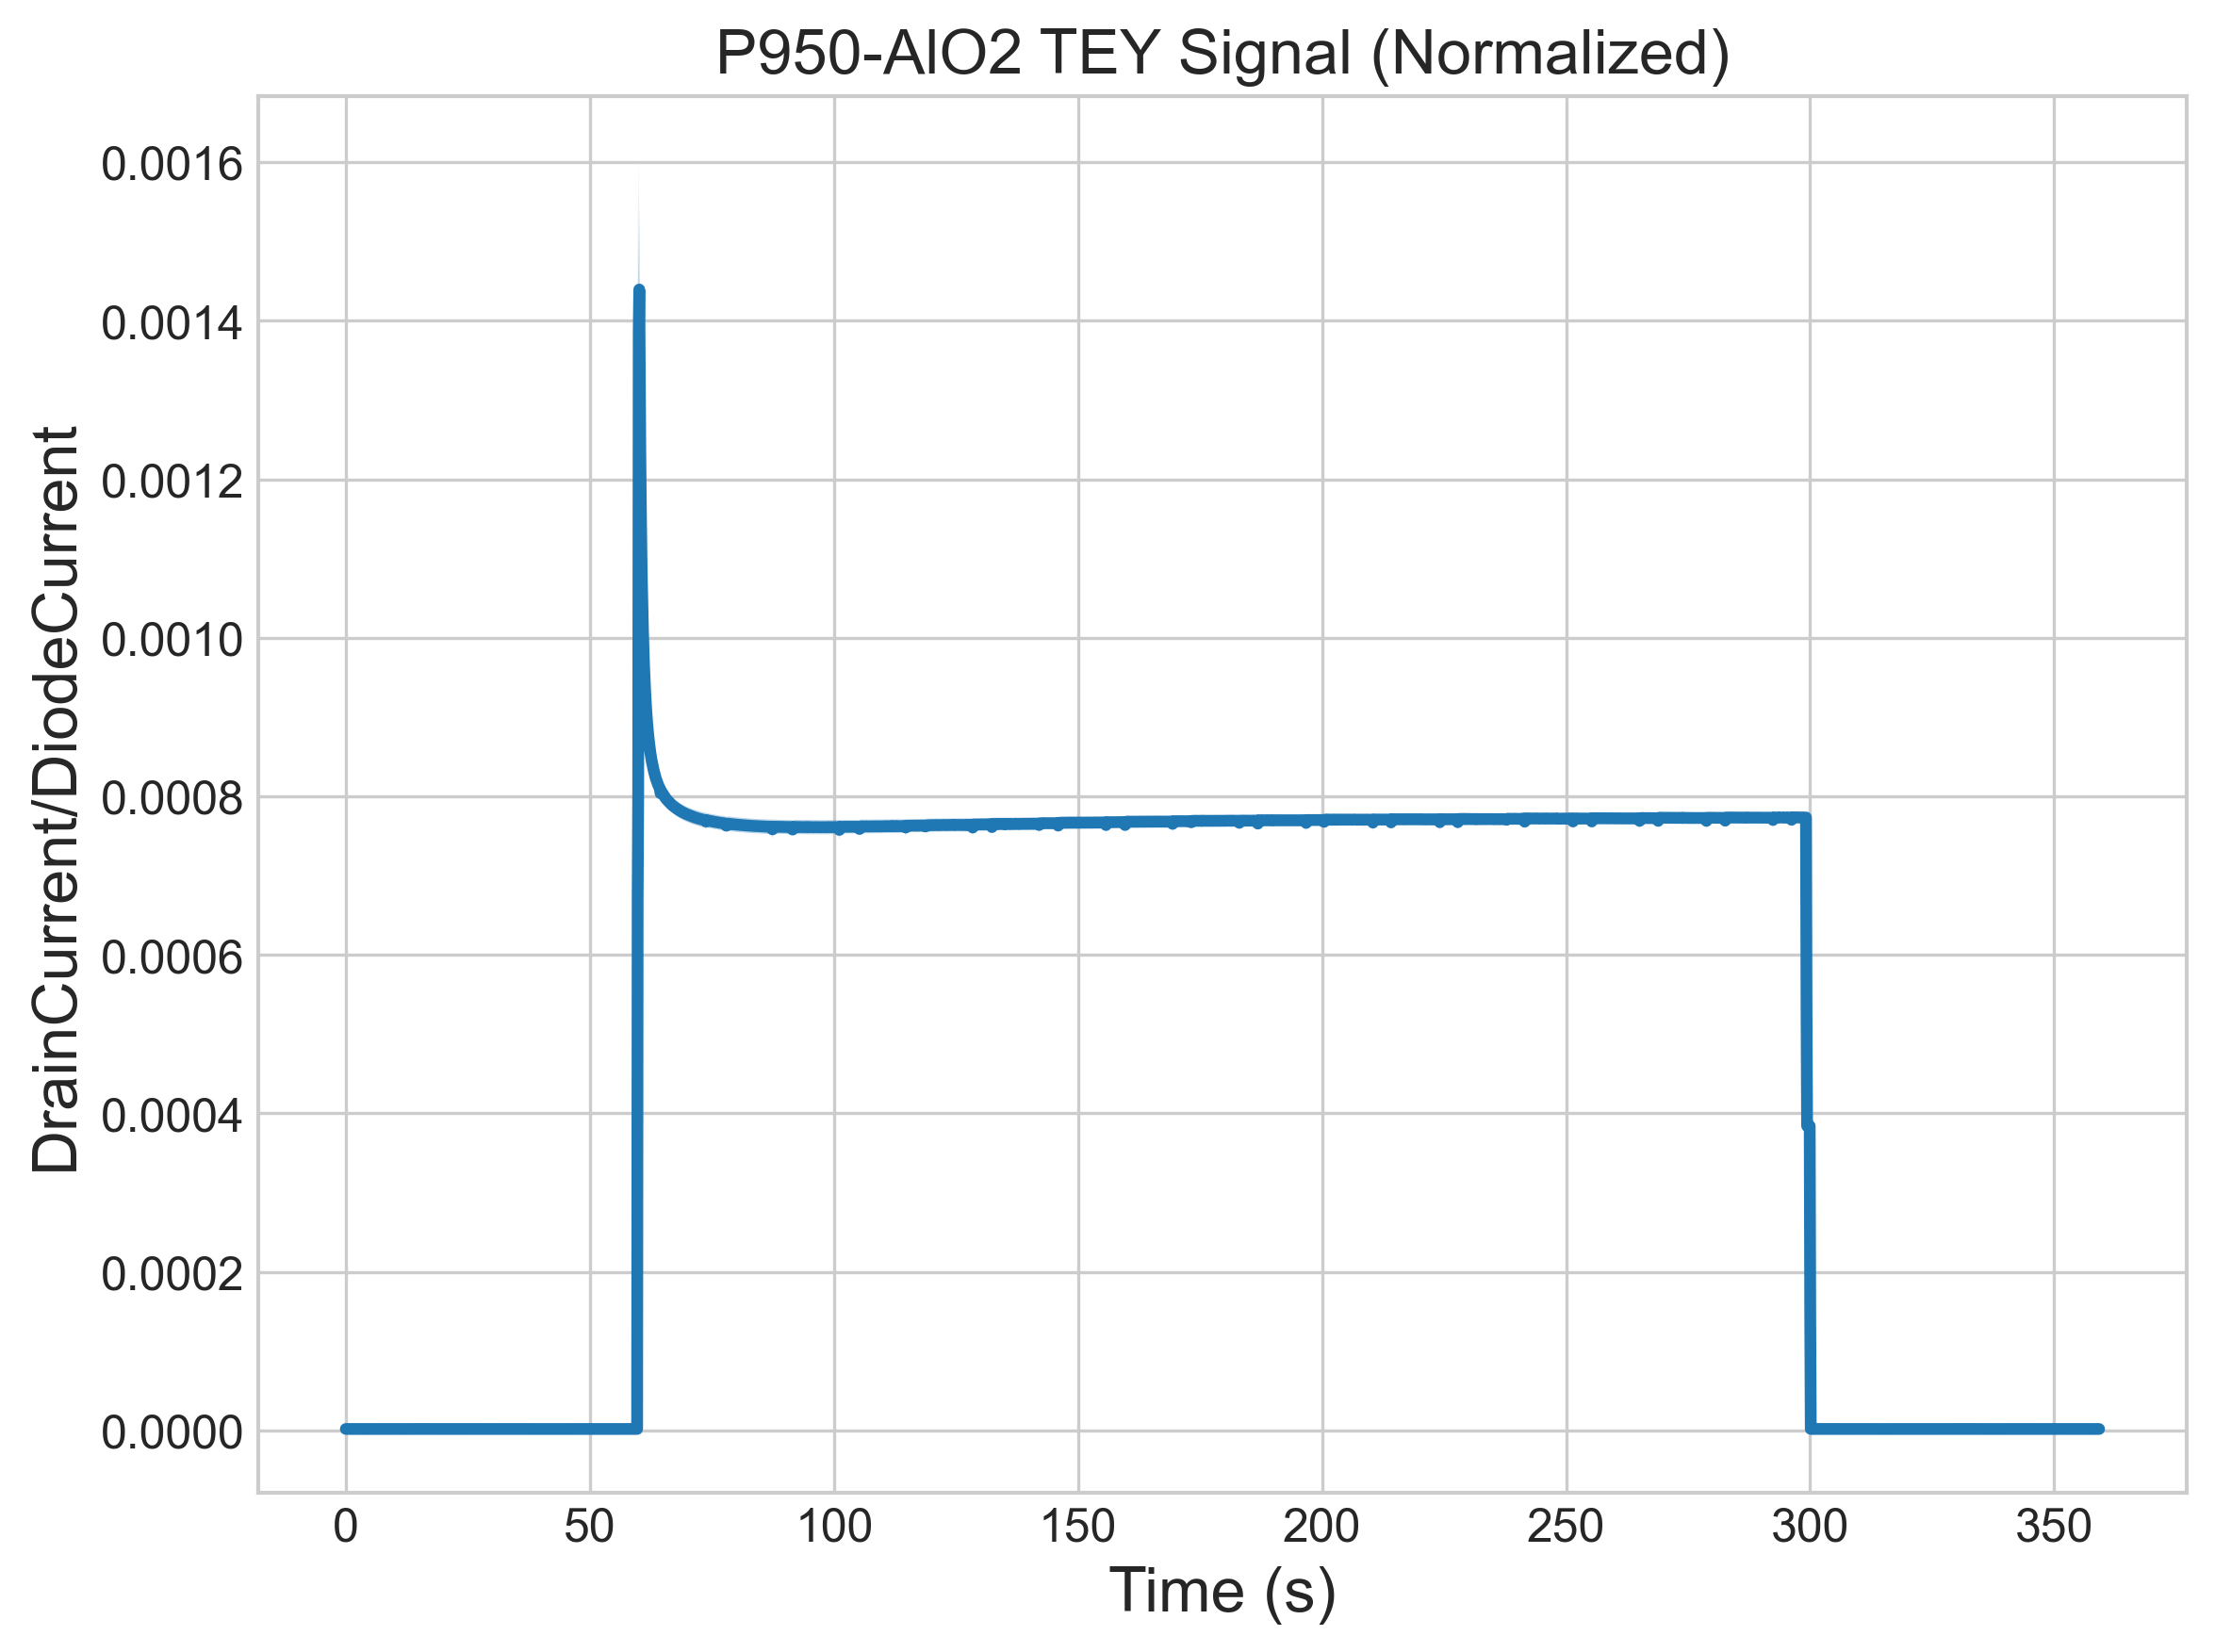 P950-AlO2 TEY Signal (Normalized)
DrainCurrent/DiodeCurrent
0.0016
0.0014
0.0012
0.0010
0.0008
0.0006
0.0004
0.0002
0.0000
0 50 100 150 200 250 300 350
Time (s)